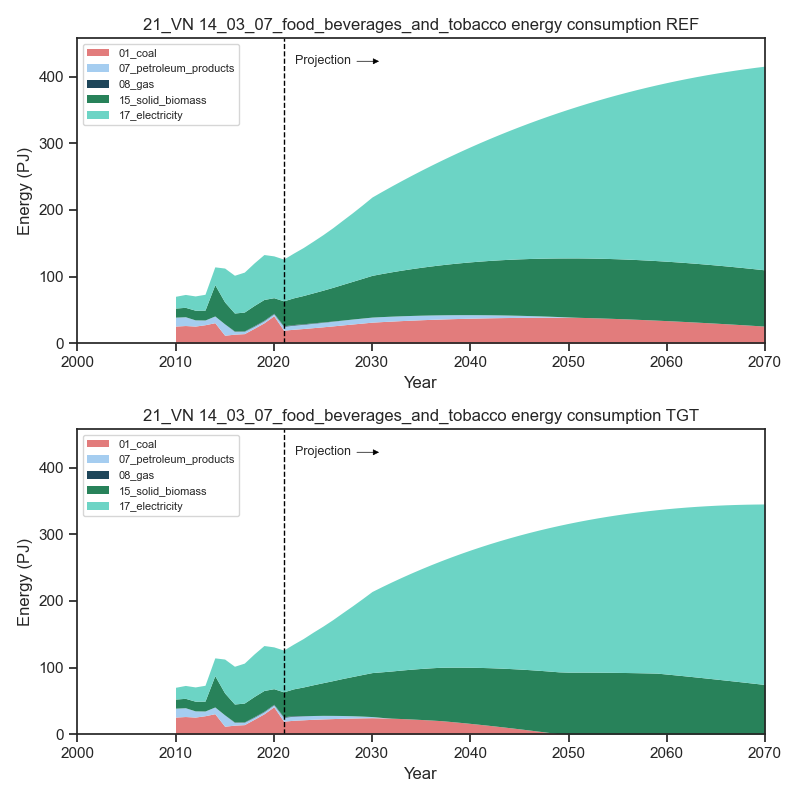 21_VN 14_03_07_food_beverages_and_tobacco energy consumption REF
01_coal
07_petroleum_products
08_gas
15_solid_biomass
17_electricity
Projection
400
300
200
100
0
Energy (PJ)
2000 2010 2020 2030 2040 2050 2060 2070
Year
21_VN 14_03_07_food_beverages_and_tobacco energy consumption TGT
01_coal
07_petroleum_products
08_gas
15_solid_biomass
17_electricity
Projection
400
300
200
100
0
Energy (PJ)
2000 2010 2020 2030 2040 2050 2060 2070
Year